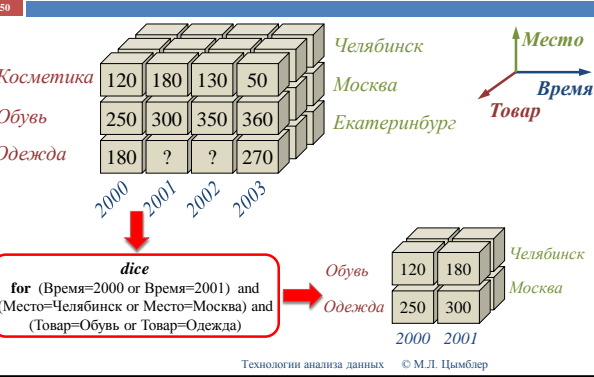 50
Челябинск
Москва
Екатеринбург
Место
Время
Товар
Косметика 120 180 130 50
Обувь 250 300 350 360
Одежда 180 ? ? 270
2000 2001 2002 2003
dice
for (Время=2000 or Время=2001) and
(Место=Челябинск or Место=Москва) and
(Товар=Обувь or Товар=Одежда)
Челябинск
Москва
Обувь 120 180
Одежда 250 300
2000 2001
Технологии анализа данных © М.Л. Цымблер